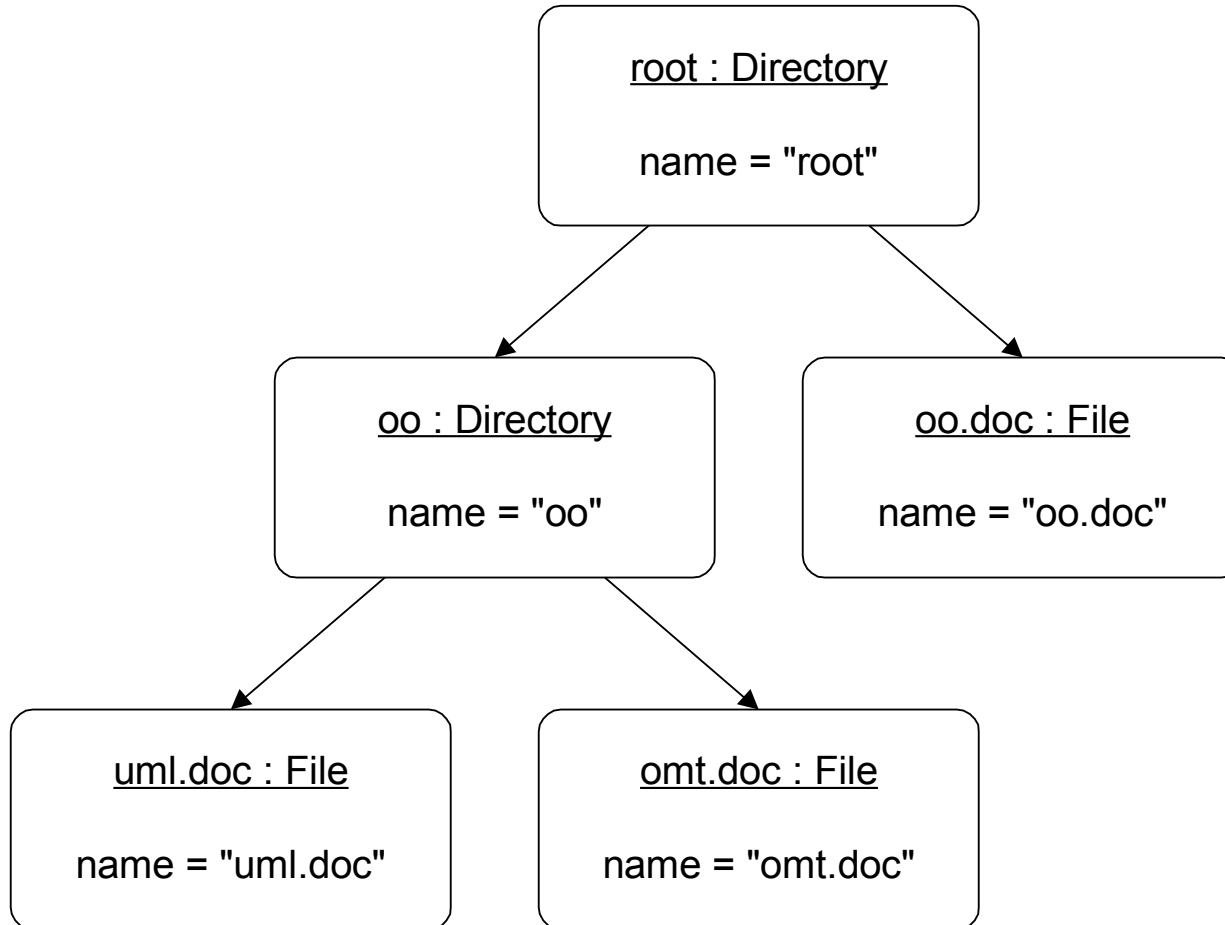 root : Directory
name = "root"
oo : Directory
name = "oo"
oo.doc : File
name = "oo.doc"
uml.doc : File
name = "uml.doc"
omt.doc : File
name = "omt.doc"